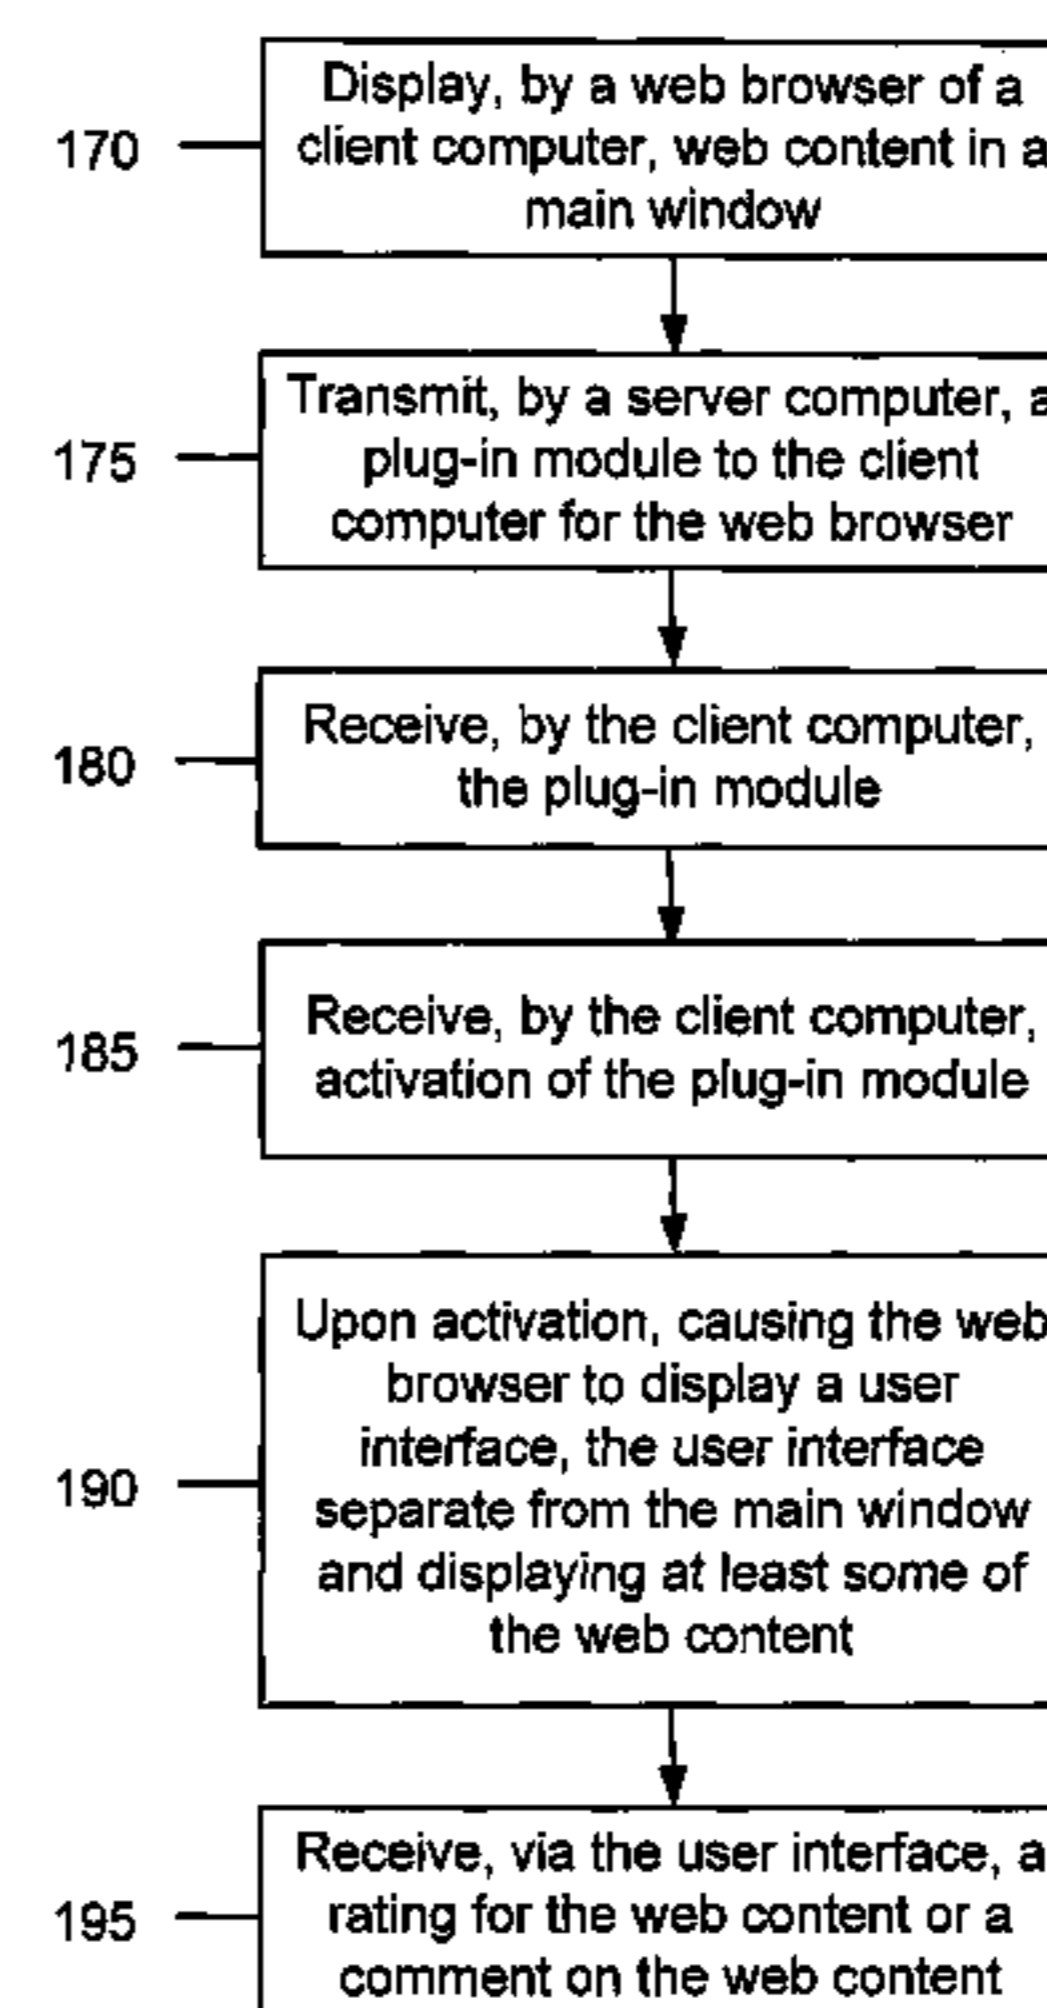 Display, by a web browser of a
170
client computer, web content in a
main window
Transmit, by a server computer, a
175
plug-in module to the client
computer for the web browser
Receive, by the client computer,
180
the plug-in module
Receive, by the client computer,
185
activation of the plug-in module
Upon activation, causing the web
browser to display a user
interface, the user interface
190
separate from the main window
and displaying at least some of
the web content
Receive, via the user interface, a
195
rating for the web content or a
comment on the web content